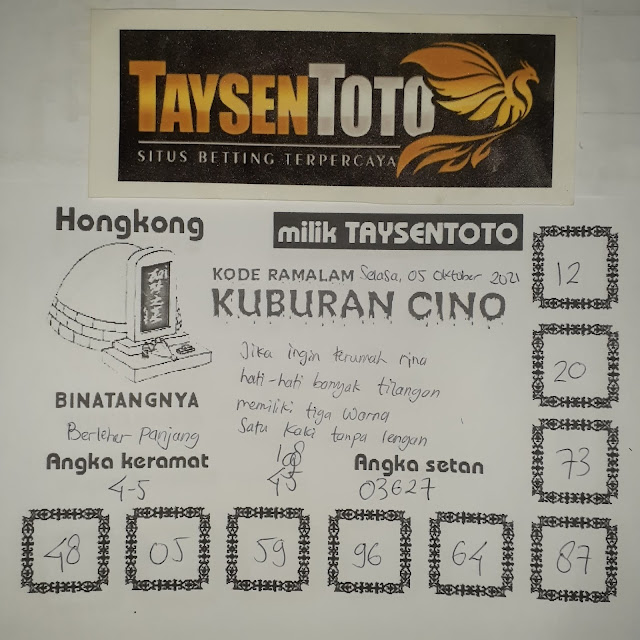 TAYSENTOTO
SITUS BETTING TERPERCAYA
Hongkong
milik TAYSENTOTO
KODE RAMALAM Selasa, 05 Oktober 2021
KUBURAN CINO
Jika ingin terumah rjna
hati-hati banyak tilangan
memiliki tiga warna
Satu kaki tanpa lengan
BINATANGNYA
Berleher panjang
Angka keramat
4-5
Angka setan
03627
12
20
73
48
05
59
96
64
87